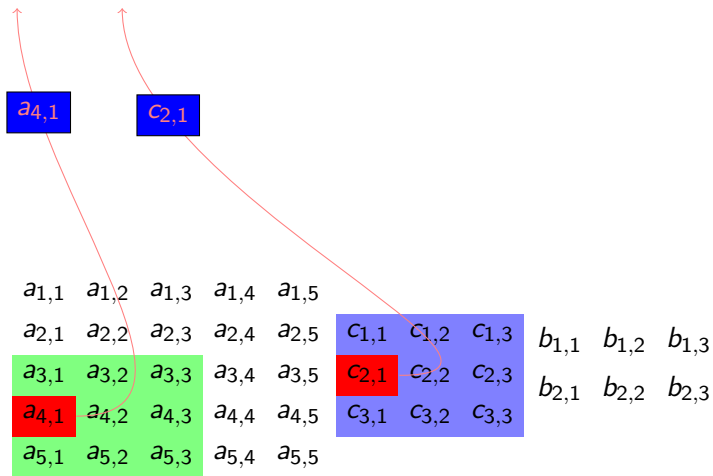 a4,1 c2,1
a1,1 a1,2 a1,3 a1,4 a1,5
a2,1 a2,2 a2,3 a2,4 a2,5
a3,1 a3,2 a3,3 a3,4 a3,5
a4,1 a4,2 a4,3 a4,4 a4,5
a5,1 a5,2 a5,3 a5,4 a5,5
c1,1 c1,2 c1,3
c2,1 c2,2 c2,3
c3,1 c3,2 c3,3
b1,1 b1,2 b1,3
b2,1 b2,2 b2,3